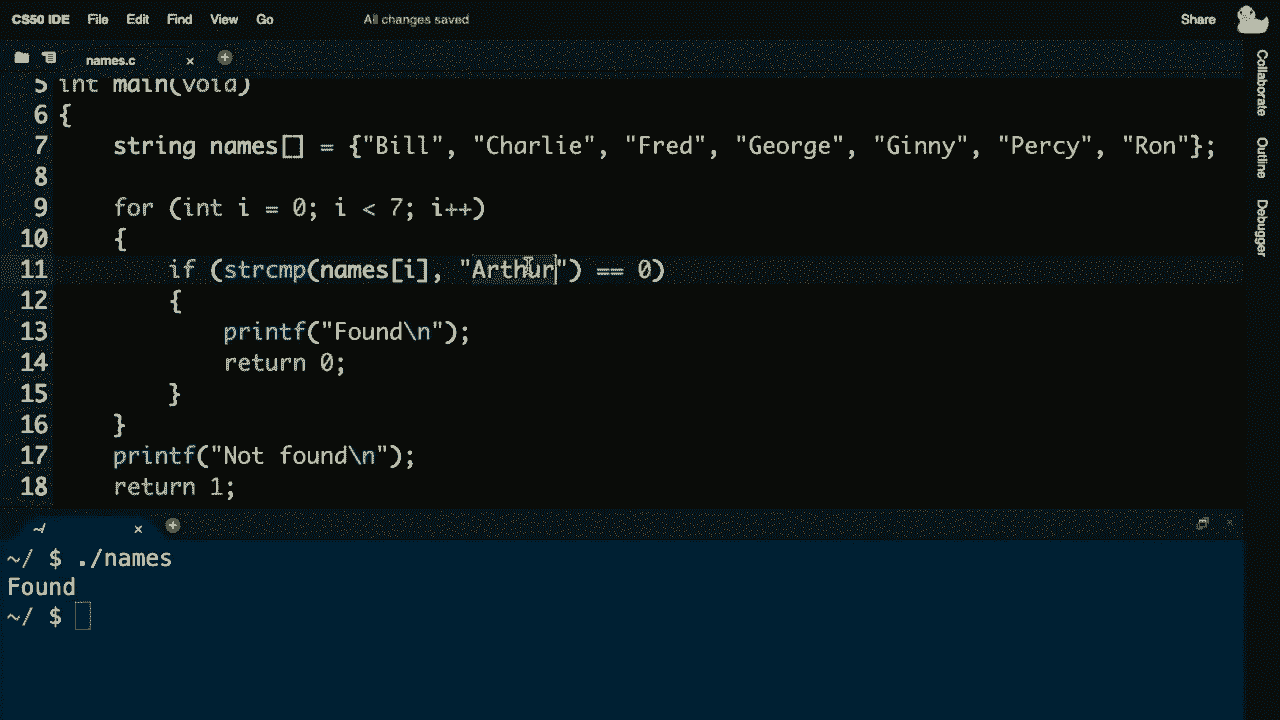 CS50 IDE File Edit Find View Go All changes saved Share
names.c × +
5 int main(void)
6 {
7 string names[] = {"Bill", "Charlie", "Fred", "George", "Ginny", "Percy", "Ron"};
8
9 for (int i = 0; i < 7; i++)
10 {
11 if (strcmp(names[i], "Arthur") == 0)
12 {
13 printf("Found\n");
14 return 0;
15 }
16 }
17 printf("Not found\n");
18 return 1;
~/ × +
~/ $ ./names
Found
~/ $
Collaborate
Outline
Debugger